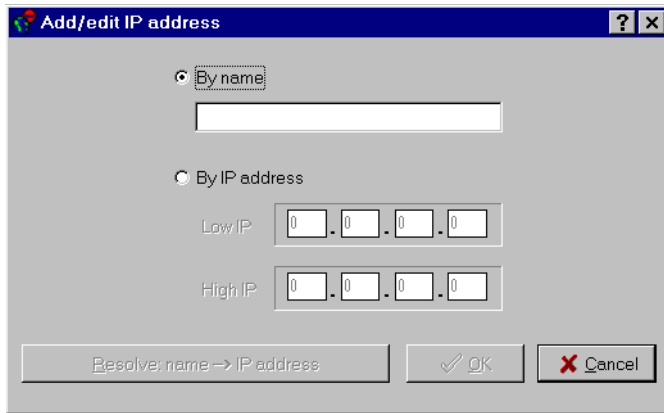 Add/edit IP address ? ×
By name
By IP address
Low IP 0 . 0 . 0 . 0
High IP 0 . 0 . 0 . 0
Resolve: name -> IP address OK Cancel